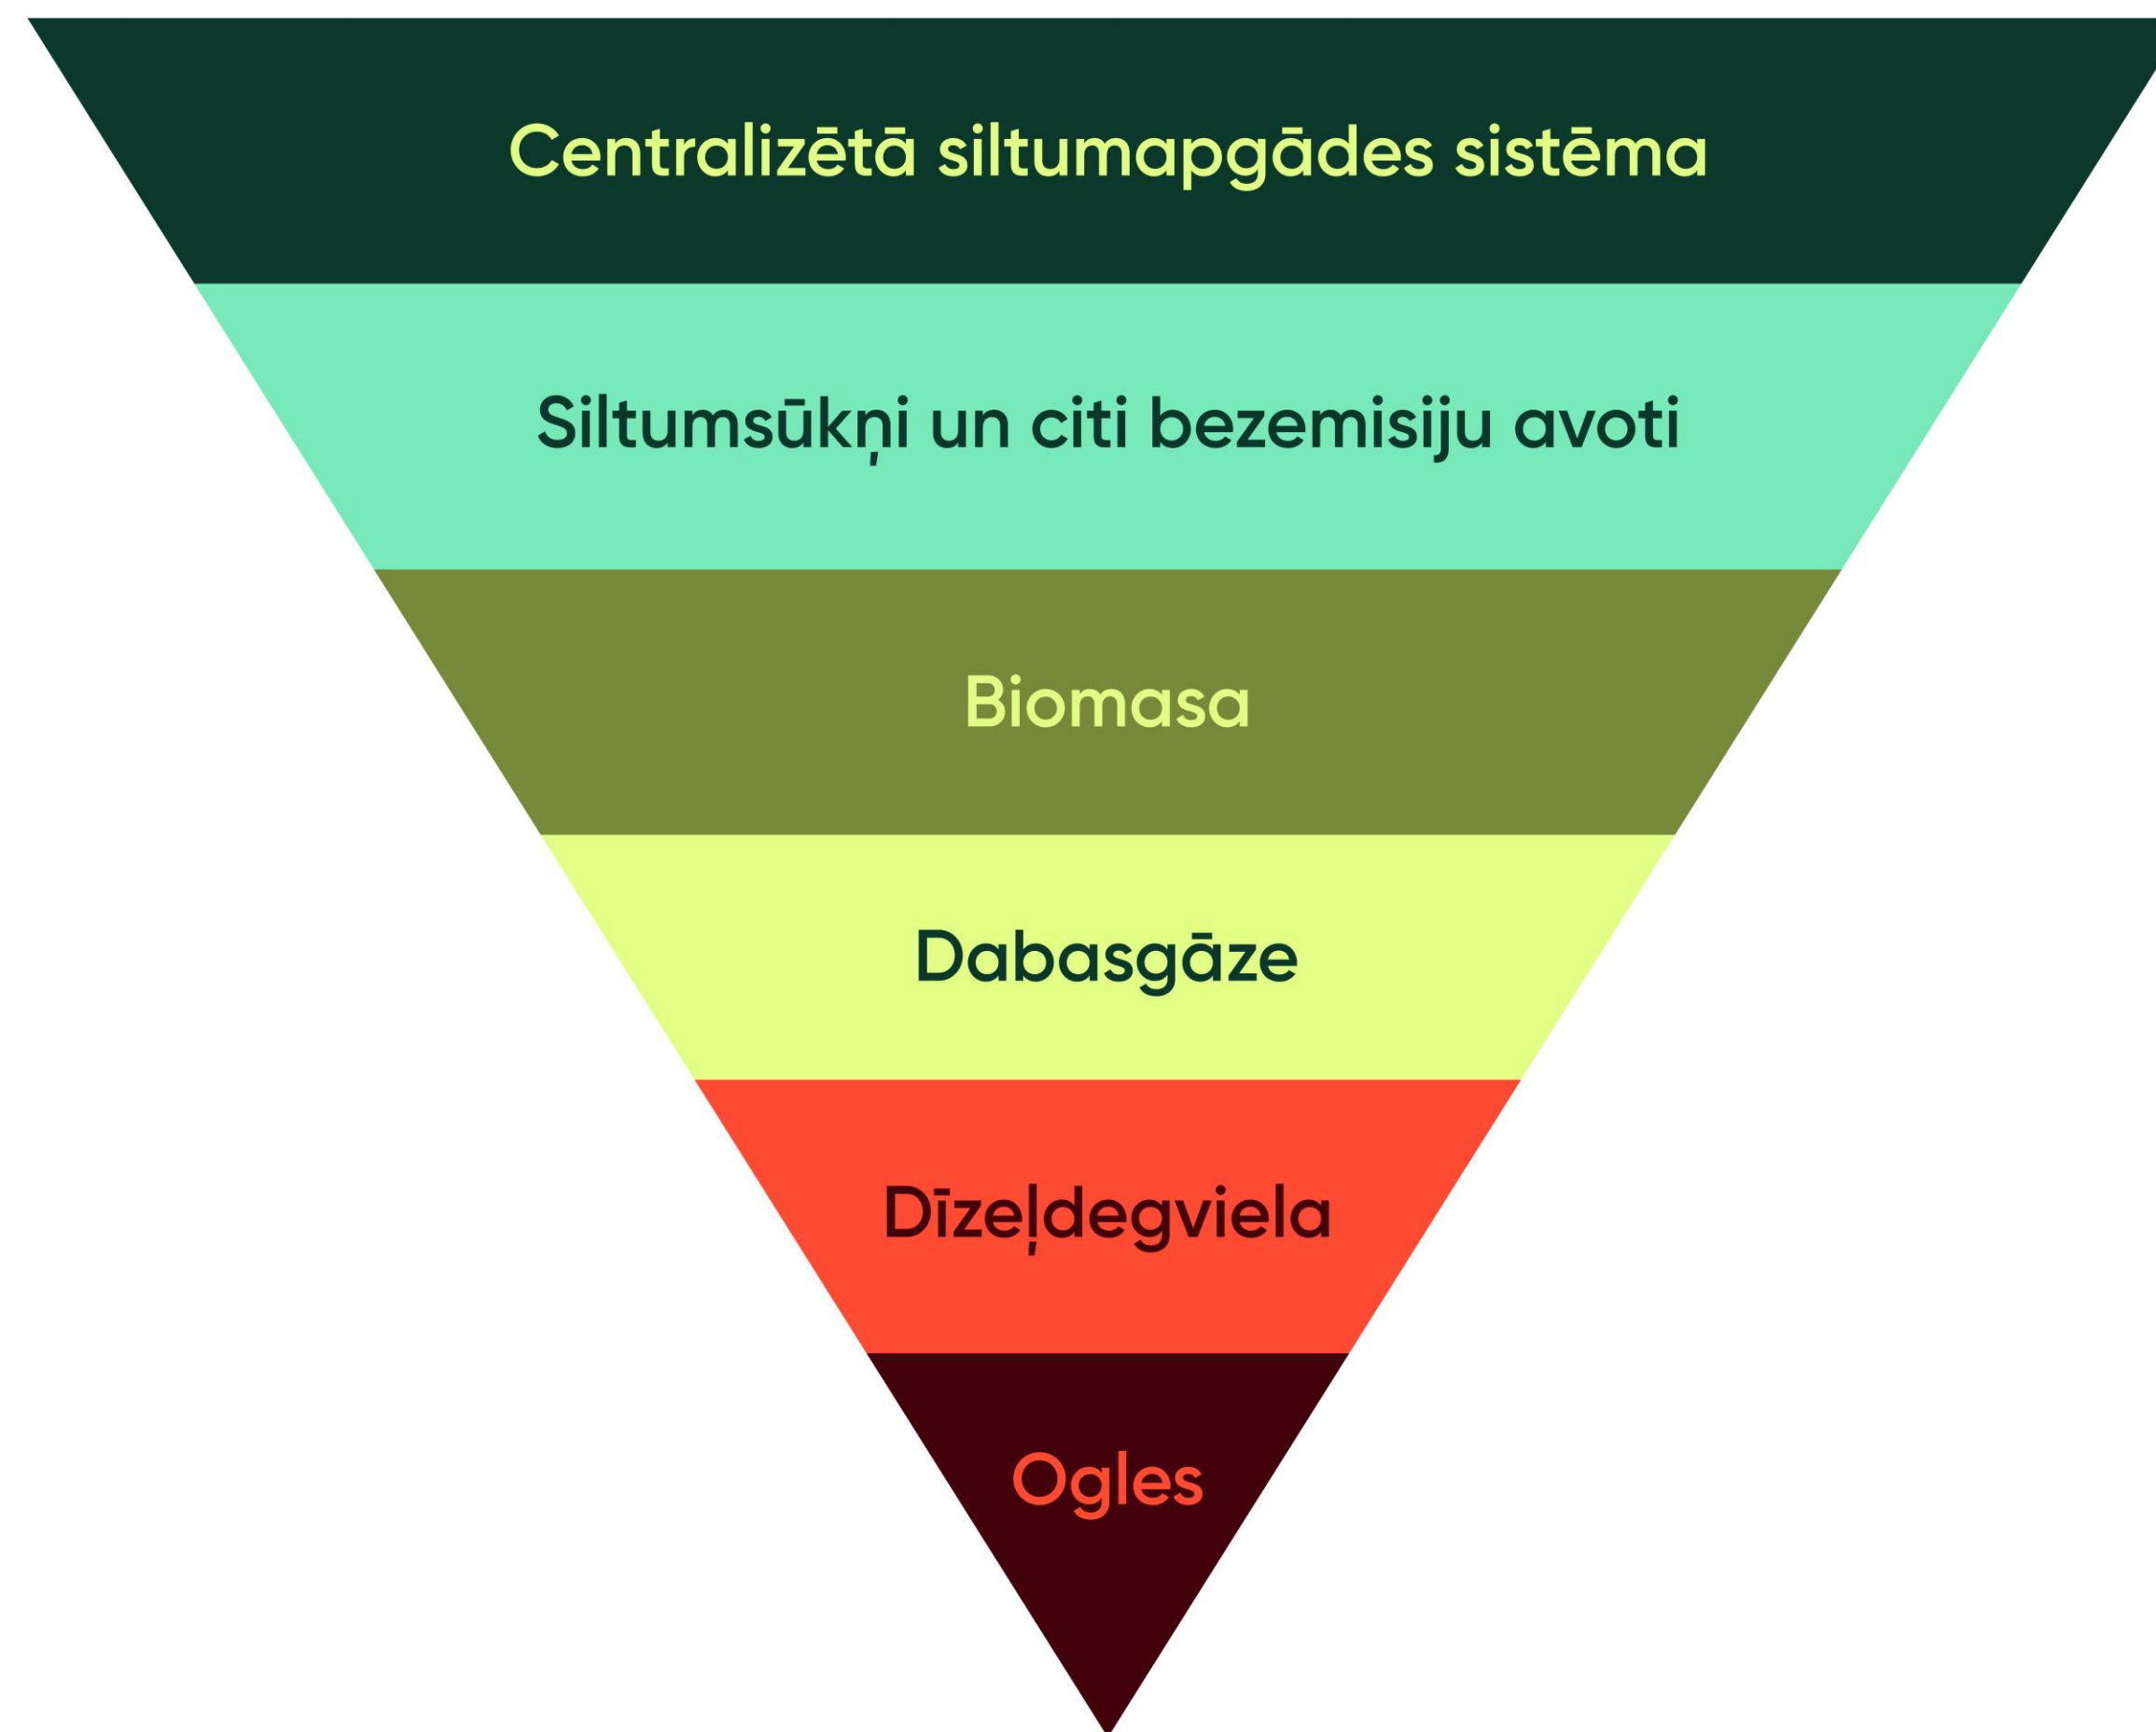 Centralizētā siltumapgādes sistēma
Siltumsūkņi un citi bezemisiju avoti
Biomasa
Dabasgāze
Dīzeļdegviela
Ogles